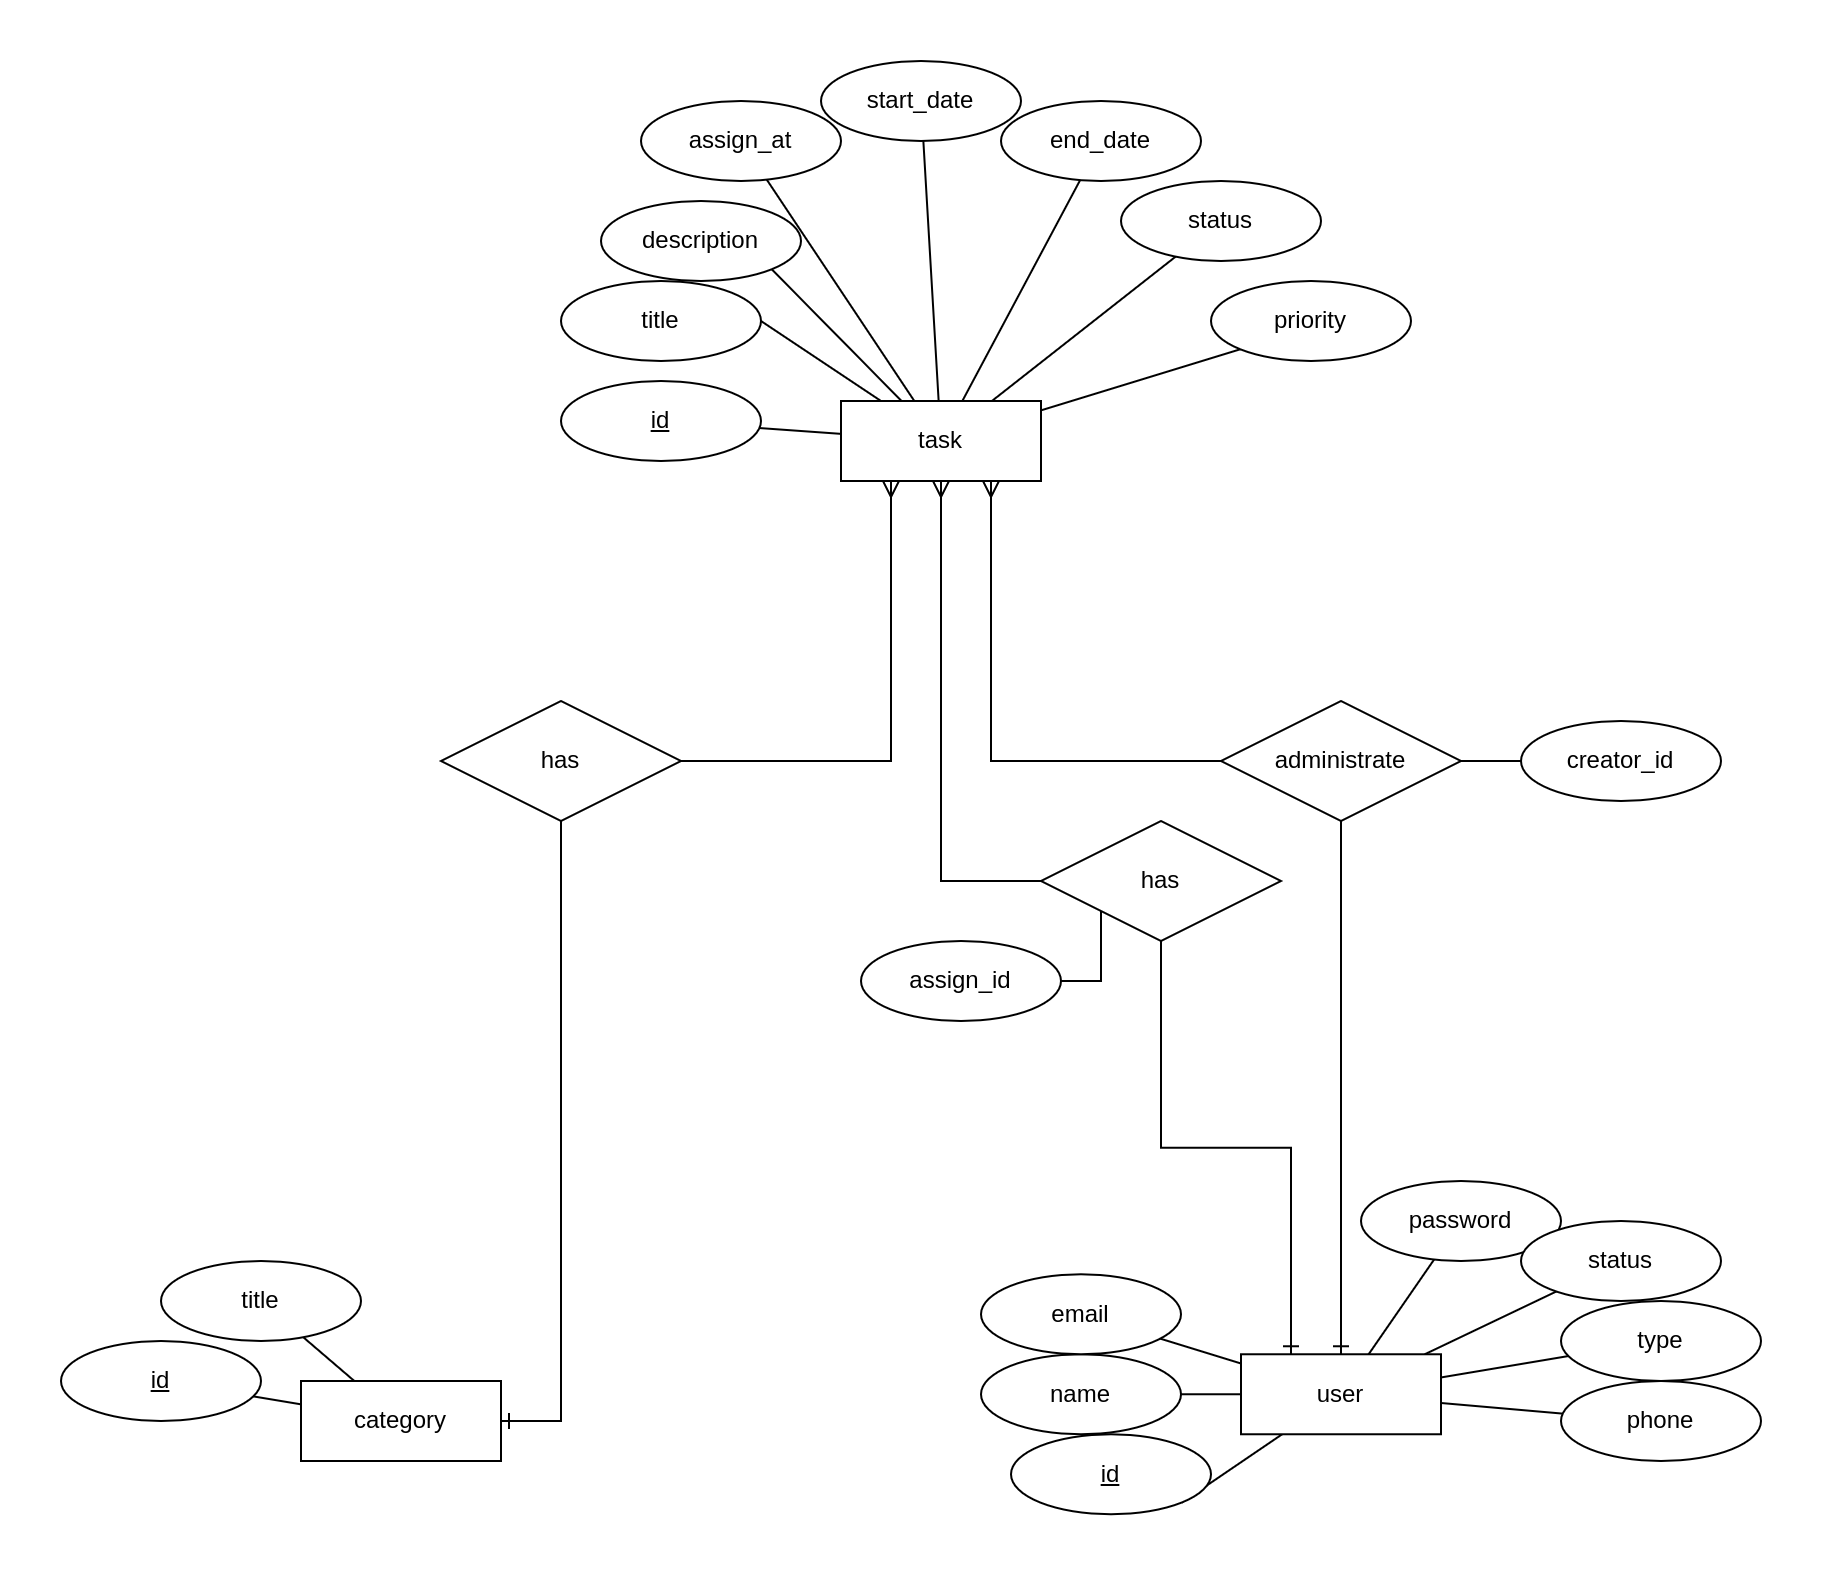 start_date
assign_at
end_date
status
description
title
priority
id
task
has
administrate
creator_id
has
assign_id
password
status
title
email
type
id
name
user
category
phone
id